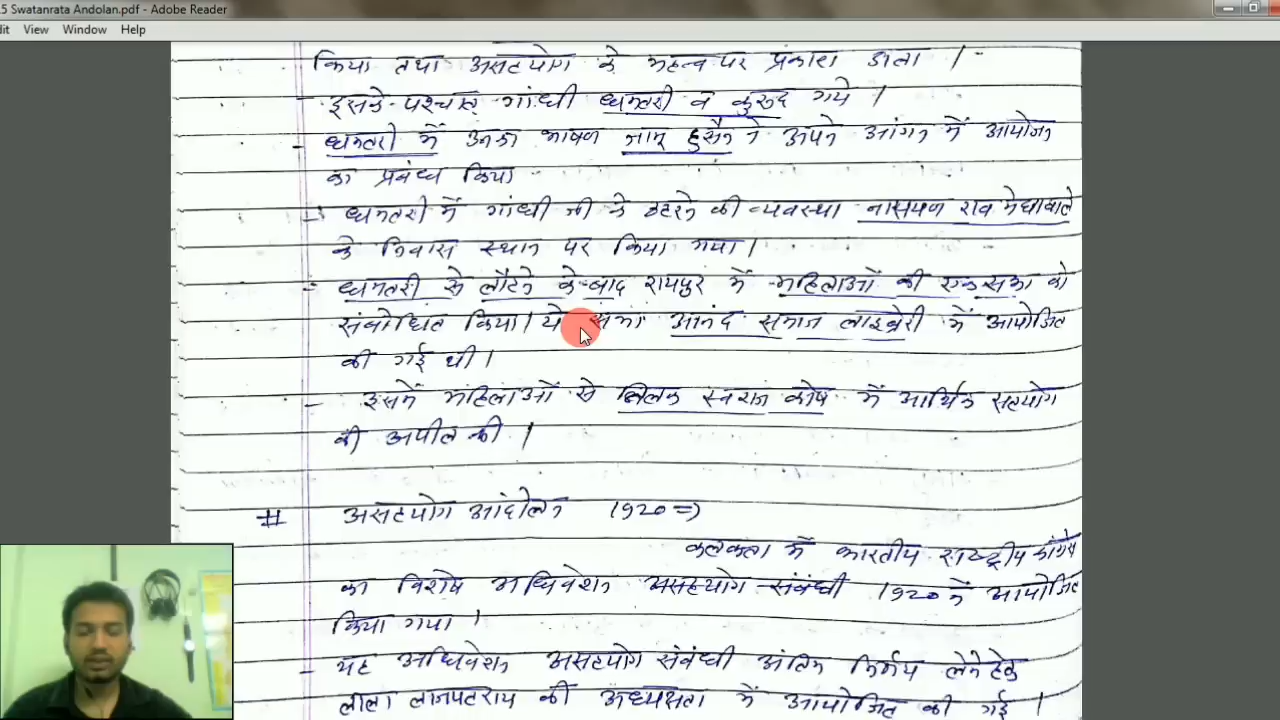 5 Swatanrata Andolan.pdf - Adobe Reader
dit View Window Help
किया तथा असहयोग के महत्व पर प्रकाश डाला ।
- इसके पश्चात् गांधी धमतरी व कुरूद गये ।
- धमतरी में उनका भाषण नाम हुसैन ने अपने आंगन में आयोजन
का प्रबंध किया
- धमतरी में गांधी जी के ठहरने की व्यवस्था नारायण राव मेघावाले
के निवास स्थान पर किया गया।
- धमतरी से लौटने के बाद रायपुर में महिलाओं की एक सभा को
संबोधित किया। ये सभा आनंद समाज लाइब्रेरी में आयोजित
की गई थी।
- इसमें महिलाओं से तिलक स्वराज कोष में आर्थिक सहयोग
की अपील की ।
# असहयोग आंदोलन 1920 =>
कलकत्ता में भारतीय राष्ट्रीय कांग्रेस
का विशेष अधिवेशन असहयोग संबंधी 1920 में आयोजित
किया गया ।
- यह अधिवेशन असहयोग संबंधी अंतिम निर्णय लेने हेतु
लाला लाजपतराय की अध्यक्षता में आयोजित की गई ।